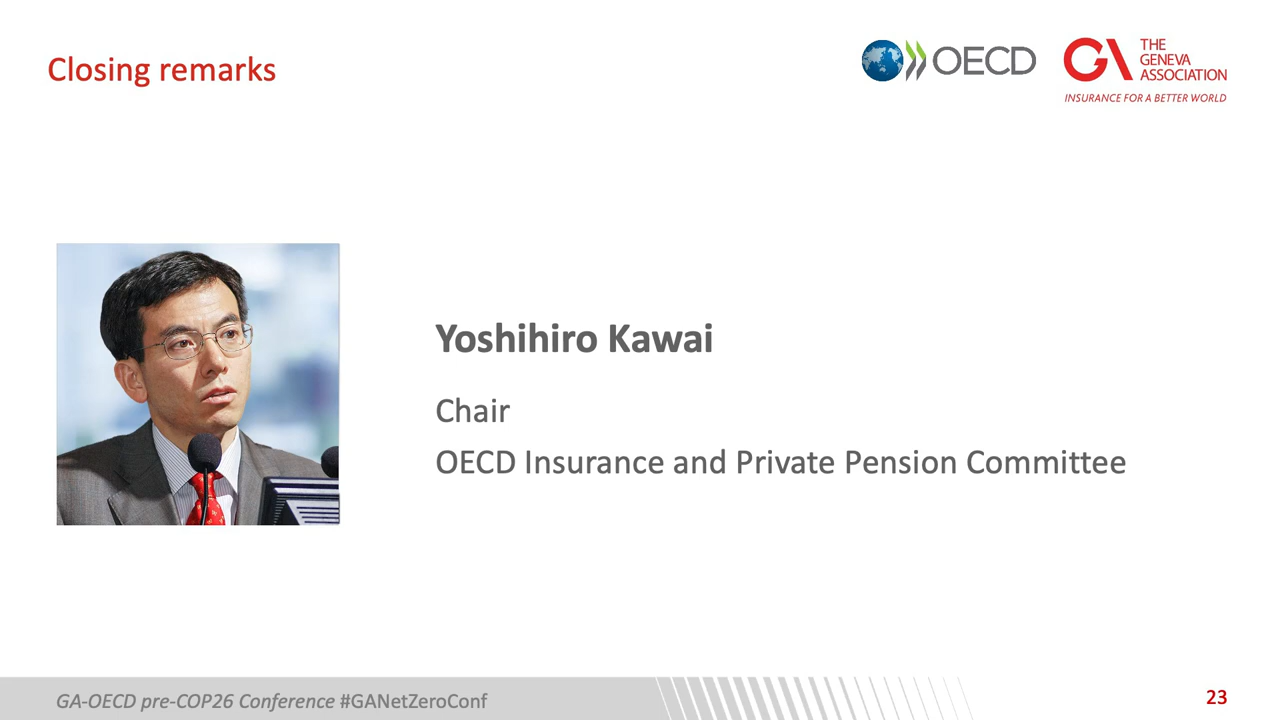 Closing remarks
OECD
THE
GENEVA
ASSOCIATION
INSURANCE FOR A BETTER WORLD
Yoshihiro Kawai
Chair
OECD Insurance and Private Pension Committee
GA-OECD pre-COP26 Conference #GANetZeroConf
23